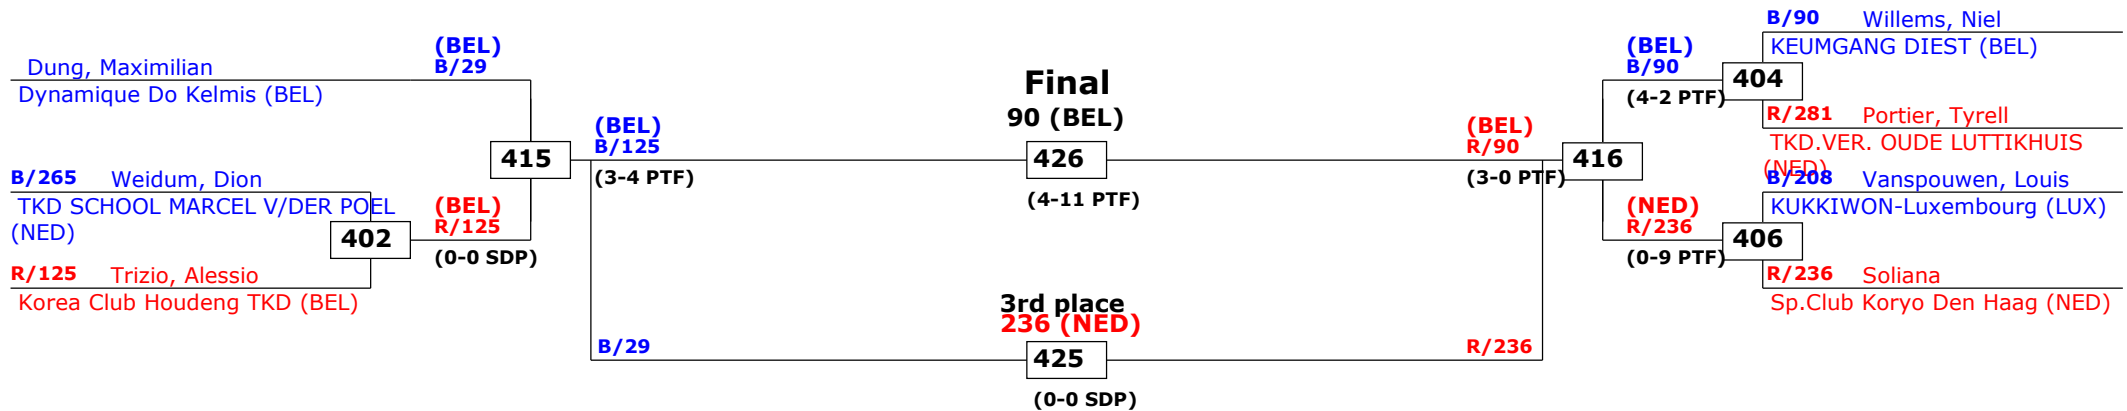 Dung, Maximilian
Dynamique Do Kelmis (BEL)
B/265 Weidum, Dion
TKD SCHOOL MARCEL V/DER POEL
(NED)
402
R/125 Trizio, Alessio
Korea Club Houdeng TKD (BEL)
(BEL)
B/29
415
(BEL)
R/125
(0-0 SDP)
(BEL)
B/125
(3-4 PTF)
Final
90 (BEL)
426
(4-11 PTF)
3rd place
236 (NED)
B/29
425
R/236
(0-0 SDP)
(BEL)
R/90
(3-0 PTF)
416
(BEL)
B/90
(4-2 PTF)
(NED)
R/236
(0-9 PTF)
B/90 Willems, Niel
KEUMGANG DIEST (BEL)
404
R/281 Portier, Tyrell
TKD.VER. OUDE LUTTIKHUIS
(NED)
B/208 Vanspouwen, Louis
KUKKIWON-Luxembourg (LUX)
406
R/236 Soliana
Sp.Club Koryo Den Haag (NED)